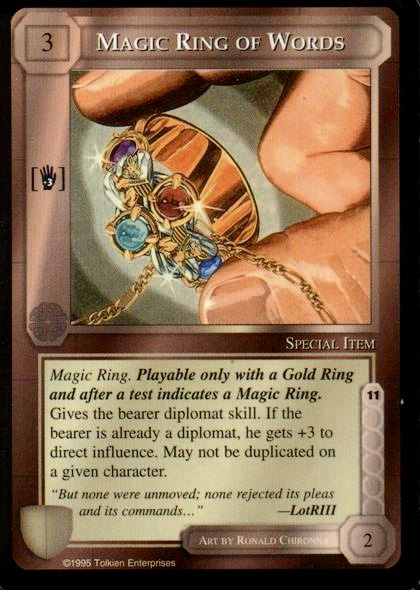 3
MAGIC RING OF WORDS
[3]
SPECIAL ITEM
Magic Ring. Playable only with a Gold Ring
and after a test indicates a Magic Ring.
Gives the bearer diplomat skill. If the
bearer is already a diplomat, he gets +3 to
direct influence. May not be duplicated on
a given character.
11
"But none were unmoved; none rejected its pleas
and its commands…" —LotRIII
ART BY RONALD CHIRONNA
2
©1995 Tolkien Enterprises